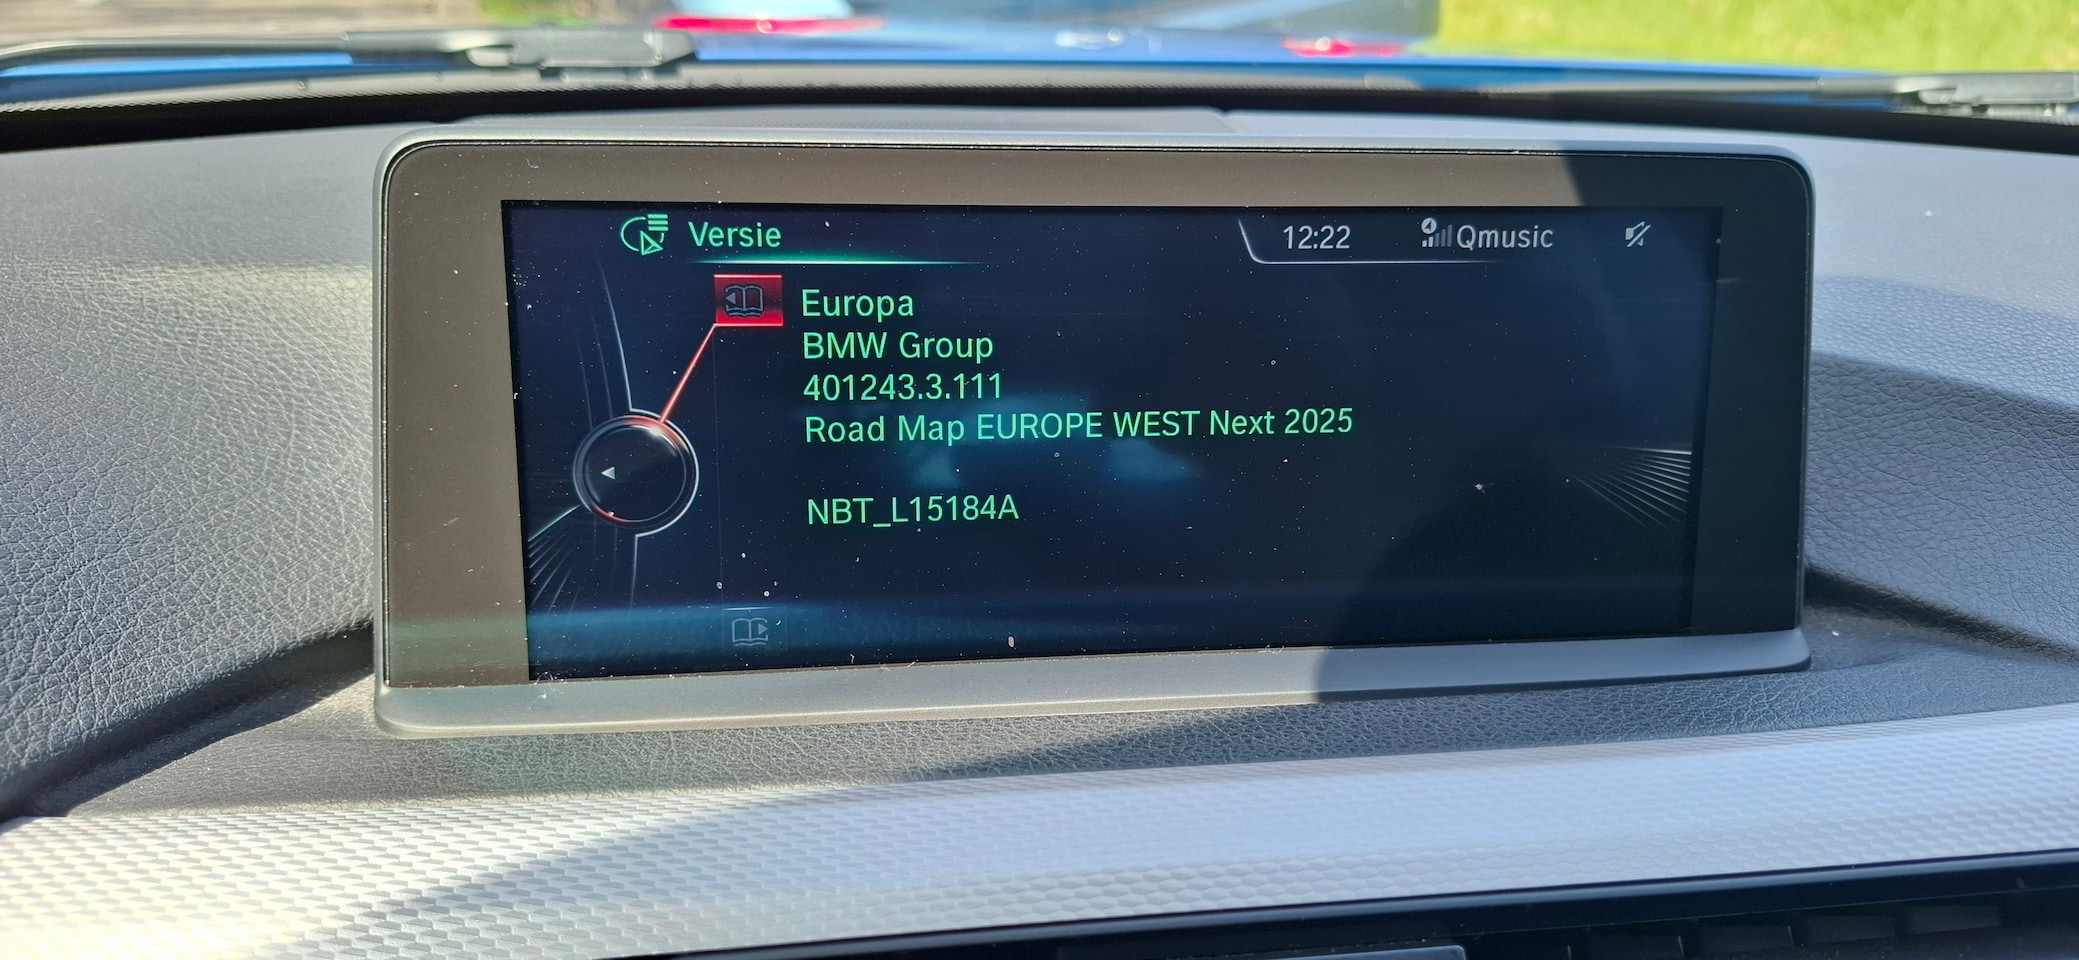 Versie
12:22
Qmusic
Europa
BMW Group
401243.3.111
Road Map EUROPE WEST Next 2025
NBT_L15184A